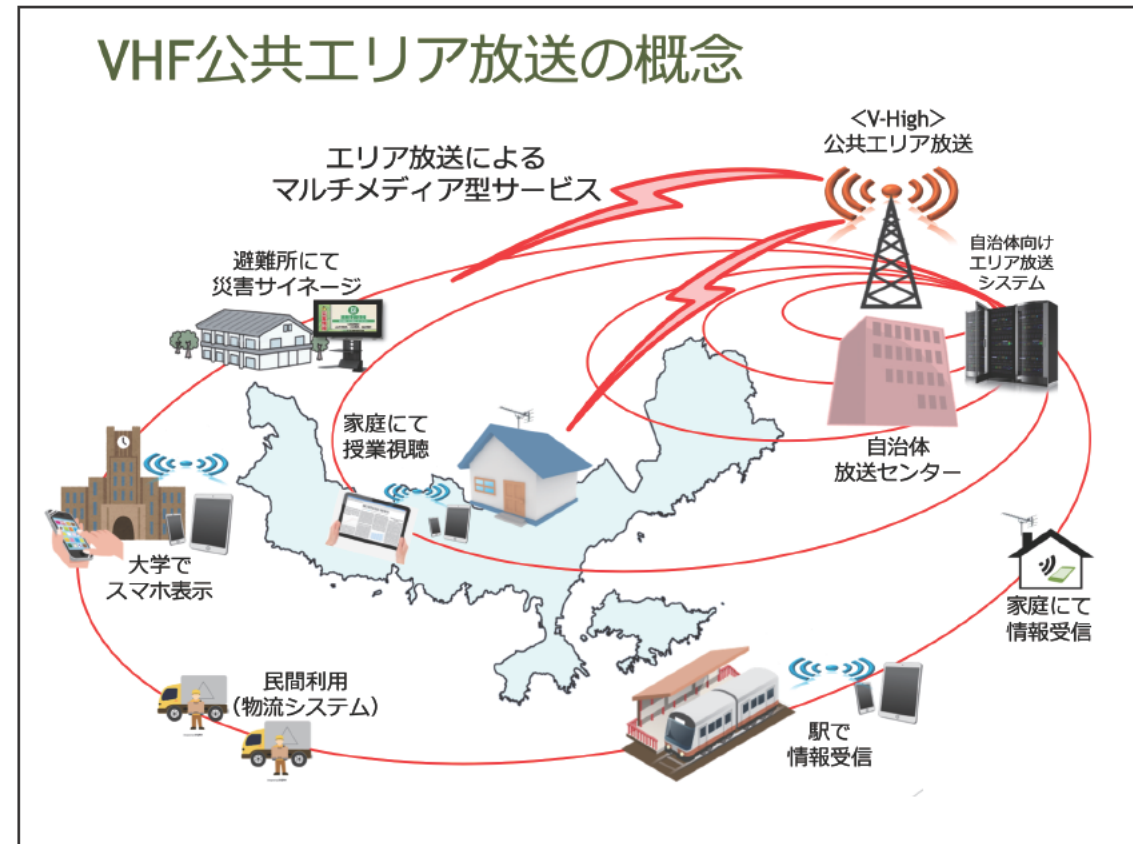 VHF公共エリア放送の概念
<V-High>
公共エリア放送
エリア放送による
マルチメディア型サービス
自治体向け
エリア放送
システム
避難所にて
災害サイネージ
家庭にて
授業視聴
自治体
放送センター
大学で
スマホ表示
家庭にて
情報受信
民間利用
(物流システム)
駅で
情報受信